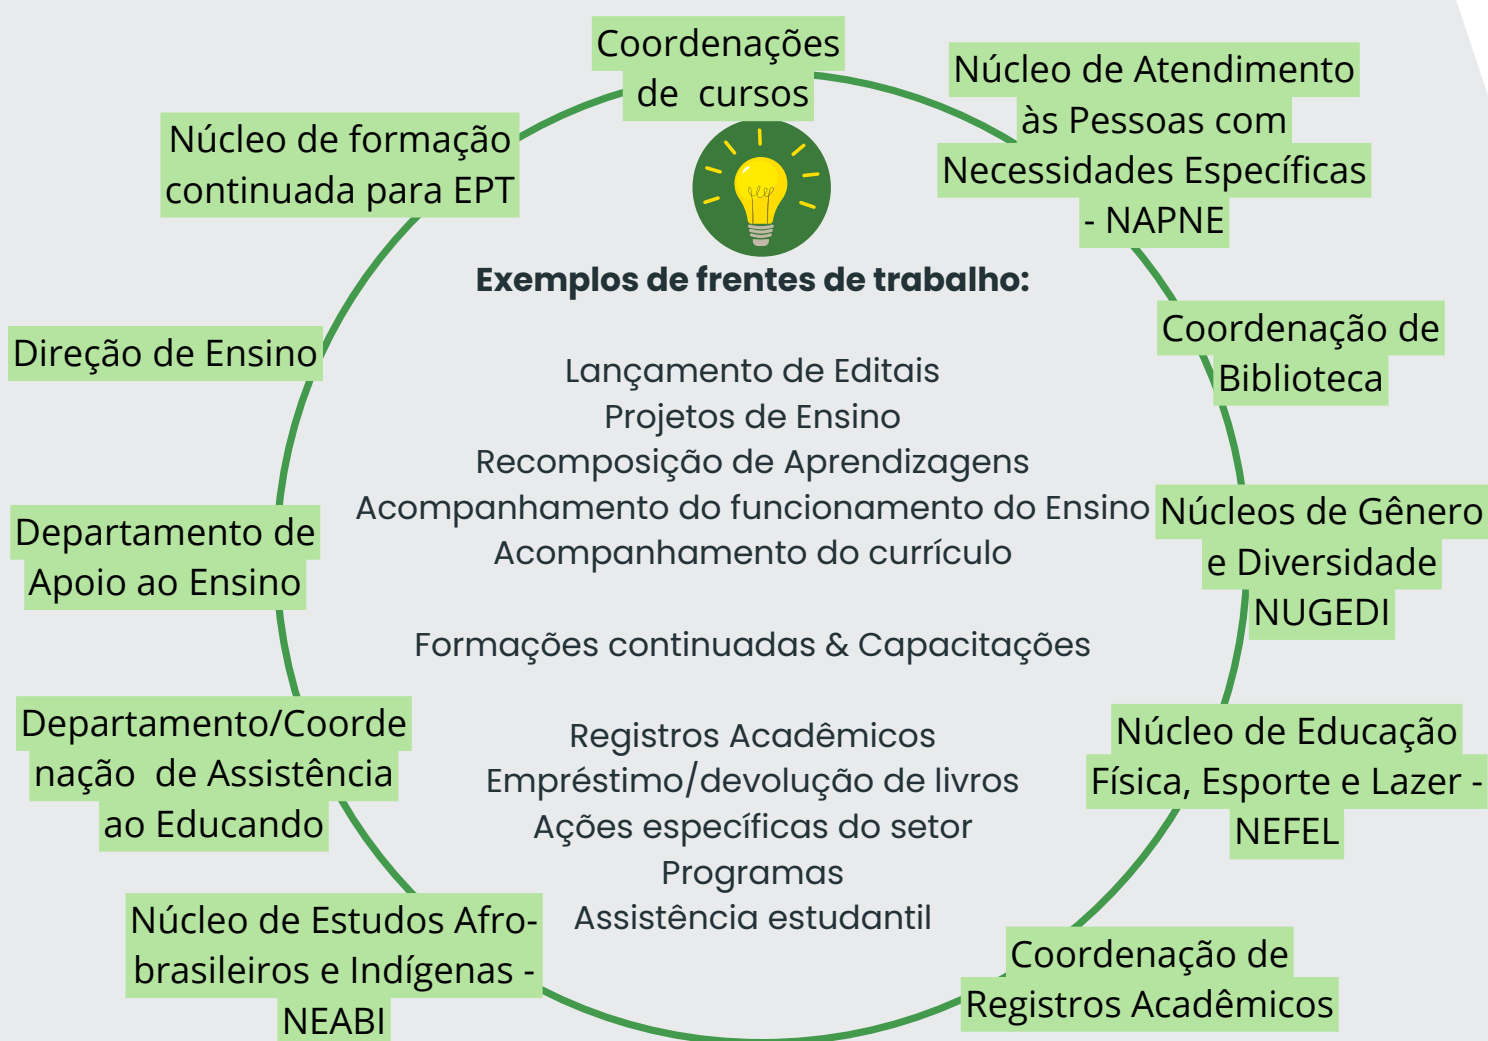 Coordenações
de cursos
Núcleo de Atendimento
às Pessoas com
Necessidades Específicas
- NAPNE
Núcleo de formação
continuada para EPT
Exemplos de frentes de trabalho:
Coordenação de
Biblioteca
Direção de Ensino
Lançamento de Editais
Projetos de Ensino
Recomposição de Aprendizagens
Acompanhamento do funcionamento do Ensino
Acompanhamento do currículo
Núcleos de Gênero
e Diversidade
NUGEDI
Departamento de
Apoio ao Ensino
Formações continuadas & Capacitações
Departamento/Coorde
nação de Assistência
ao Educando
Registros Acadêmicos
Empréstimo/devolução de livros
Ações específicas do setor
Programas
Assistência estudantil
Núcleo de Educação
Física, Esporte e Lazer -
NEFEL
Núcleo de Estudos Afro-
brasileiros e Indígenas -
NEABI
Coordenação de
Registros Acadêmicos